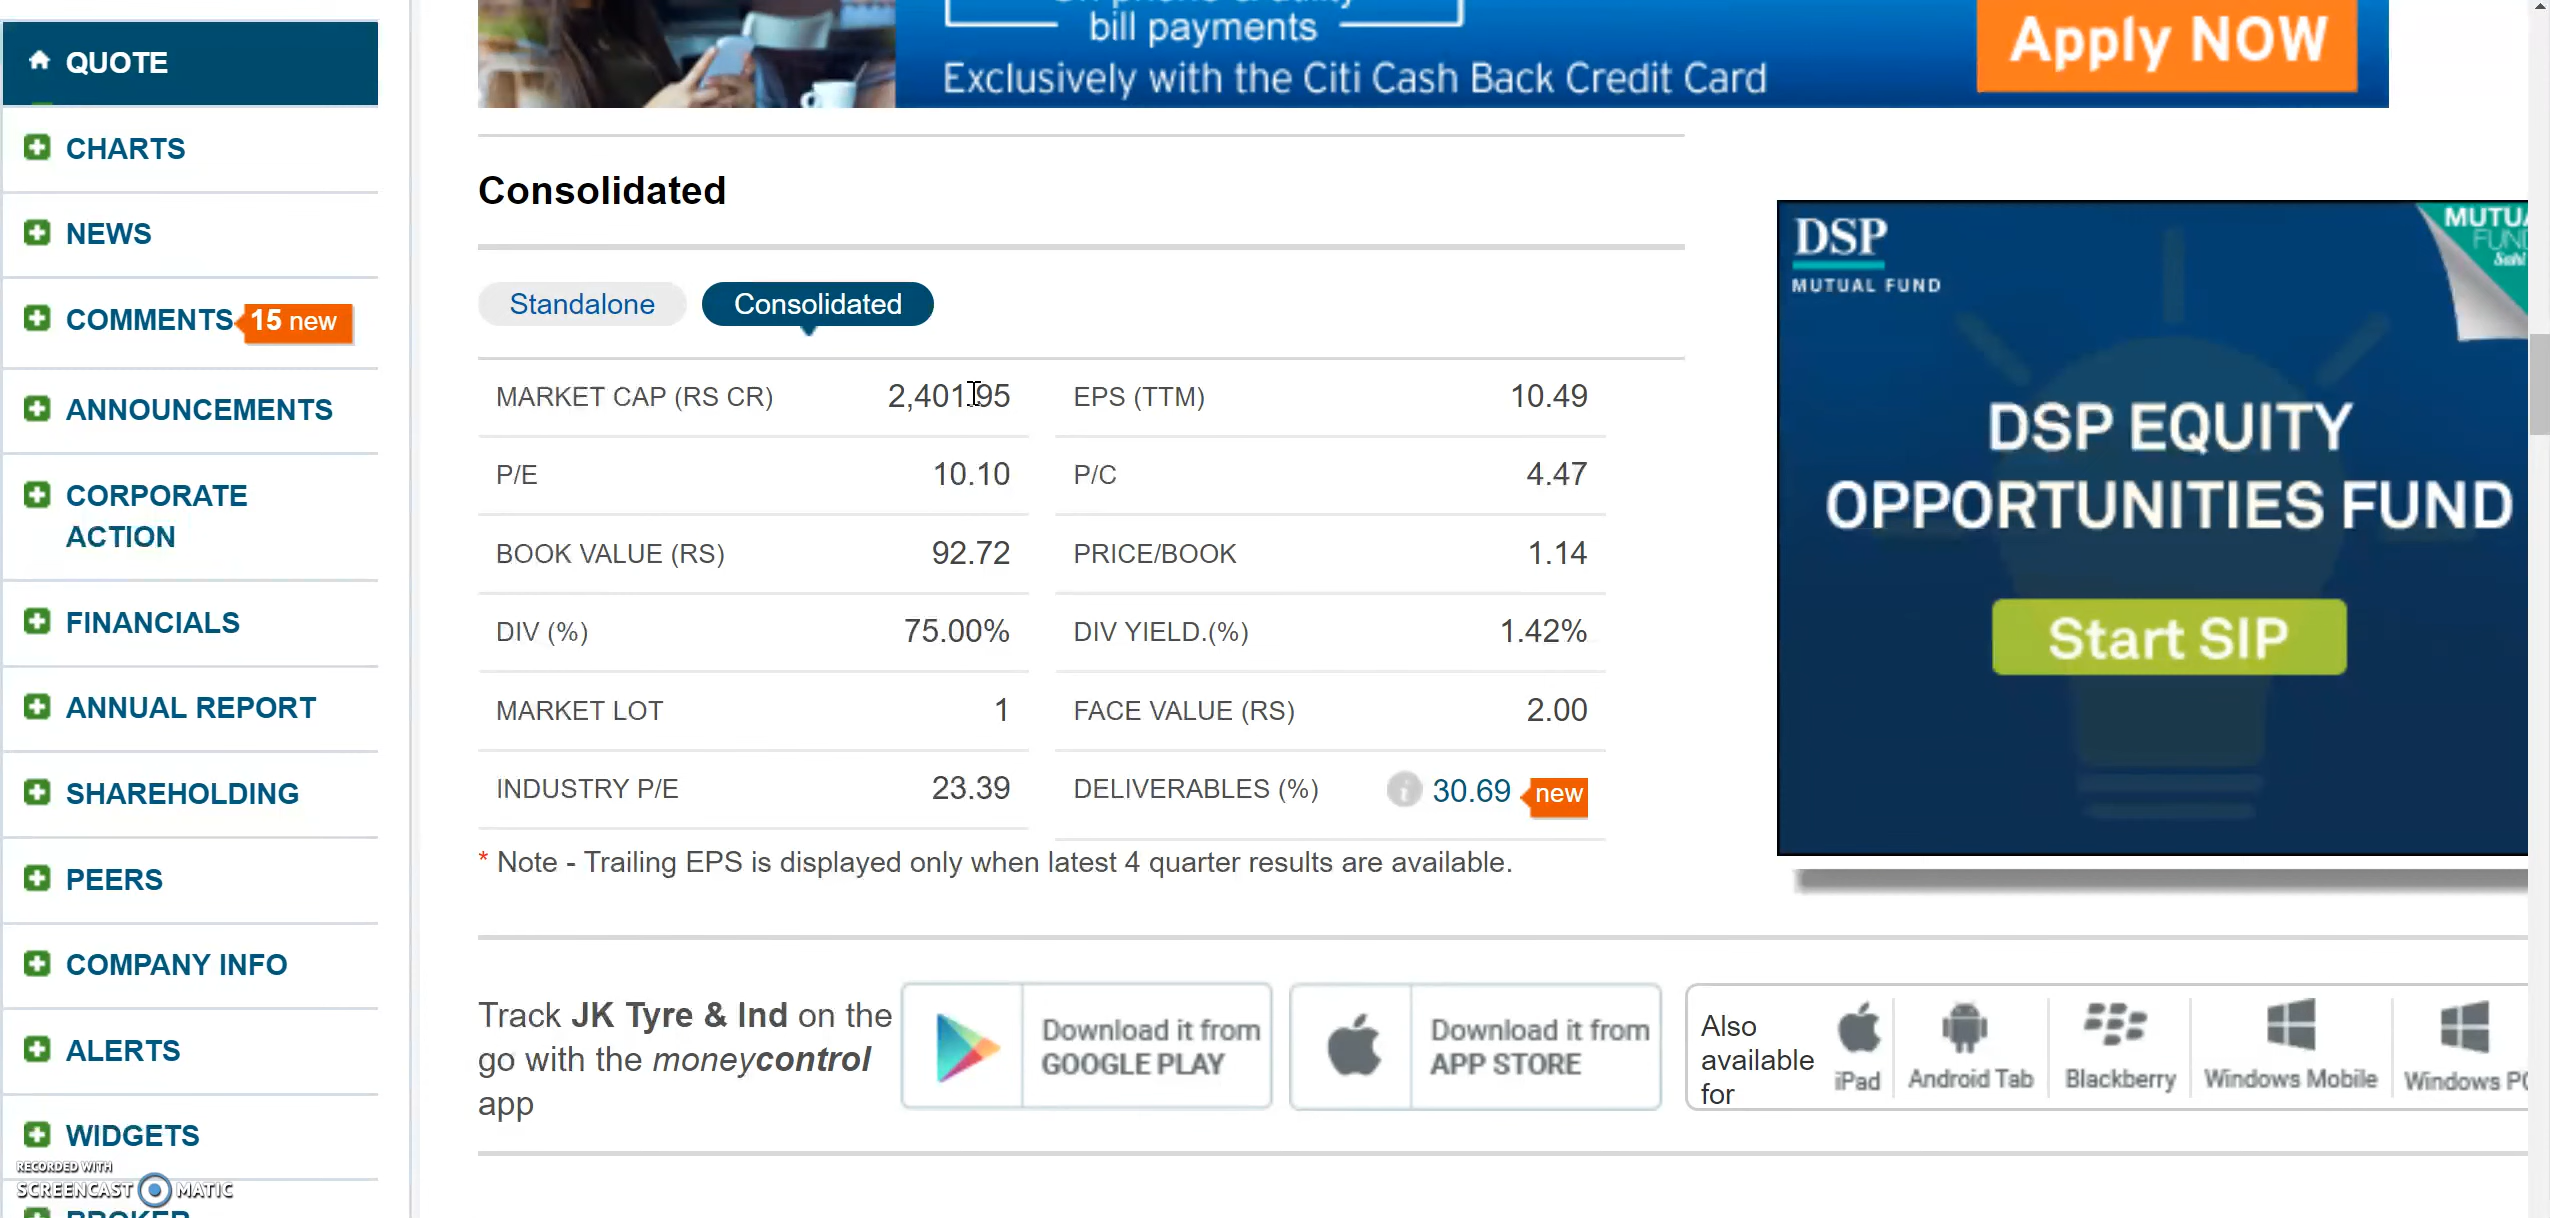 bill payments
Exclusively with the Citi Cash Back Credit Card
Apply NOW
QUOTE
CHARTS
NEWS
COMMENTS 15 new
ANNOUNCEMENTS
CORPORATE
ACTION
FINANCIALS
ANNUAL REPORT
SHAREHOLDING
PEERS
COMPANY INFO
ALERTS
WIDGETS
BROKER
RECORDED WITH
SCREENCAST MATIC
Consolidated
Standalone Consolidated
MARKET CAP (RS CR) 2,401.95 EPS (TTM) 10.49
P/E 10.10 P/C 4.47
BOOK VALUE (RS) 92.72 PRICE/BOOK 1.14
DIV (%) 75.00% DIV YIELD.(%) 1.42%
MARKET LOT 1 FACE VALUE (RS) 2.00
INDUSTRY P/E 23.39 DELIVERABLES (%) i 30.69 new
* Note - Trailing EPS is displayed only when latest 4 quarter results are available.
DSP
MUTUAL FUND
DSP EQUITY
OPPORTUNITIES FUND
Start SIP
Track JK Tyre & Ind on the
go with the moneycontrol
app
Download it from
GOOGLE PLAY
Download it from
APP STORE
Also
available
for
iPad
Android Tab
Blackberry
Windows Mobile
Windows